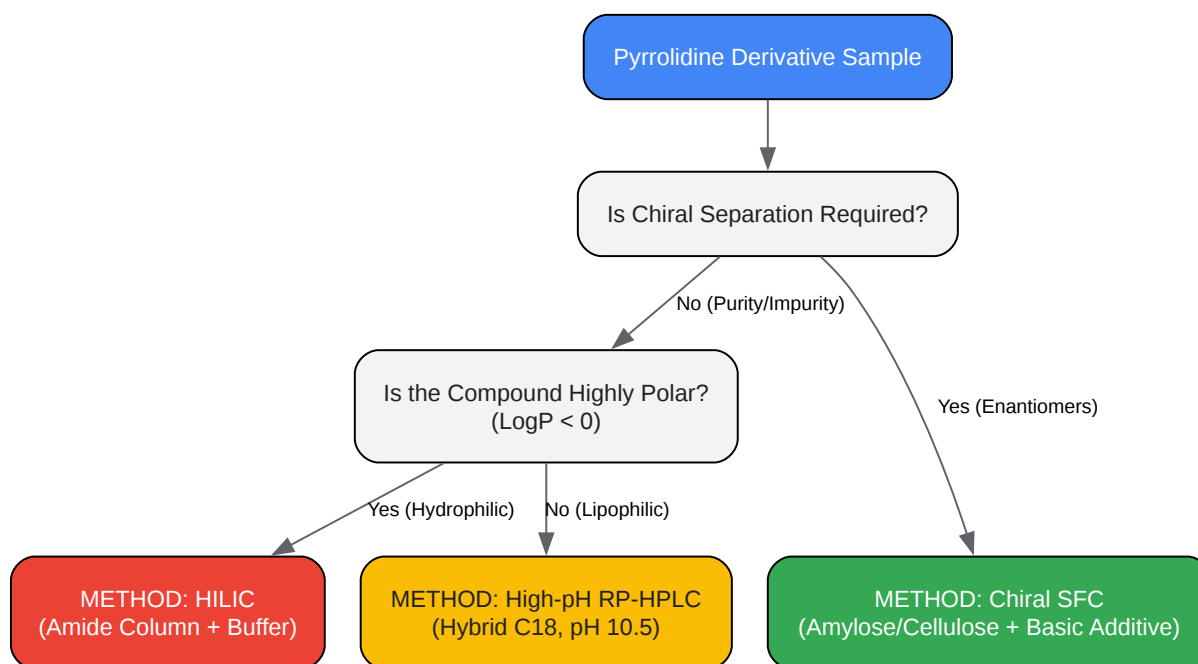 Pyrrolidine Derivative Sample
Is Chiral Separation Required?
No (Purity/Impurity)
Is the Compound Highly Polar?
(LogP < 0)
Yes (Enantiomers)
Yes (Hydrophilic)
No (Lipophilic)
METHOD: HILIC
(Amide Column + Buffer)
METHOD: High-pH RP-HPLC
(Hybrid C18, pH 10.5)
METHOD: Chiral SFC
(Amylose/Cellulose + Basic Additive)